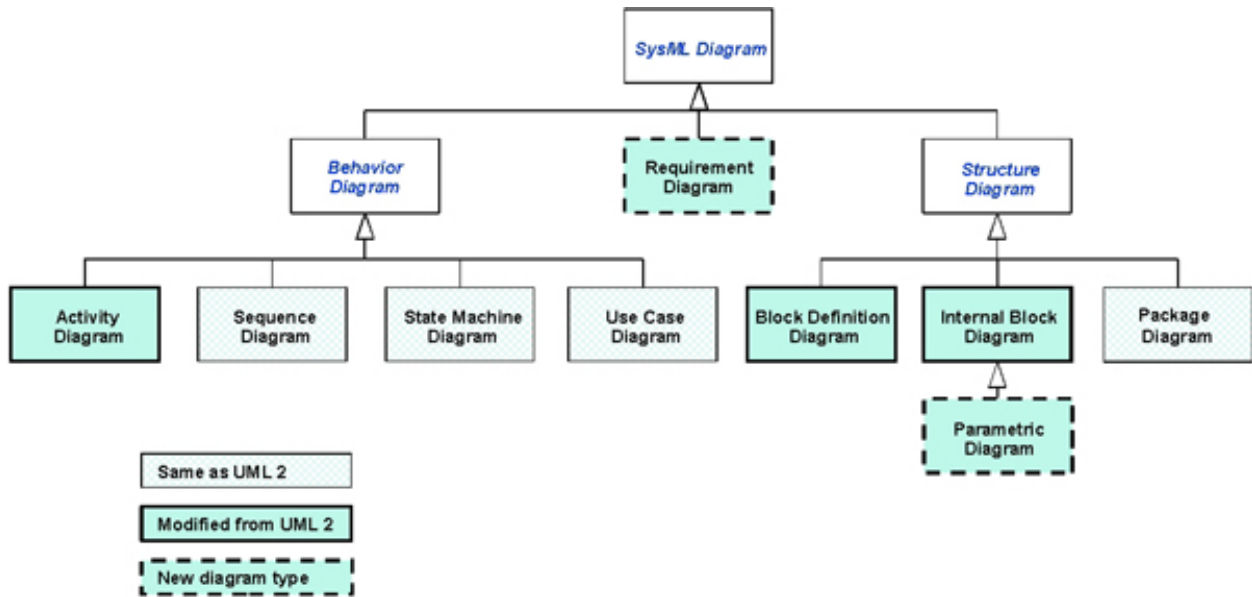 SysML Diagram
Behavior
Diagram
Requirement
Diagram
Structure
Diagram
Activity
Diagram
Sequence
Diagram
State Machine
Diagram
Use Case
Diagram
Block Definition
Diagram
Internal Block
Diagram
Package
Diagram
Parametric
Diagram
Same as UML 2
Modified from UML 2
New diagram type